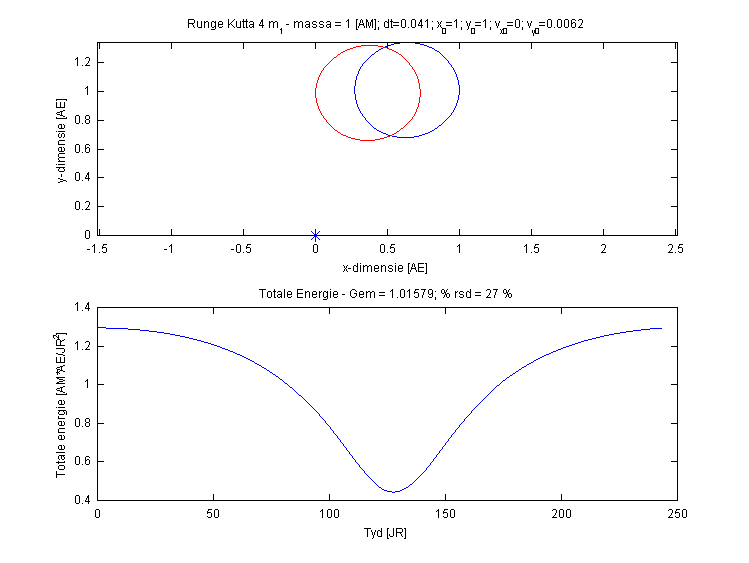 Runge Kutta 4 m₁ - massa = 1 [AM]; dt=0.041; x₀=1; y₀=1; vₓ₀=0; v_y0=0.0062
1.2
1
0.8
0.6
0.4
0.2
0
y-dimensie [AE]
-1.5 -1 -0.5 0 0.5 1 1.5 2 2.5
x-dimensie [AE]
Totale Energie - Gem = 1.01579; % rsd = 27 %
1.4
1.2
1
0.8
0.6
0.4
Totale energie [AM*AE/JR²]
0 50 100 150 200 250
Tyd [JR]